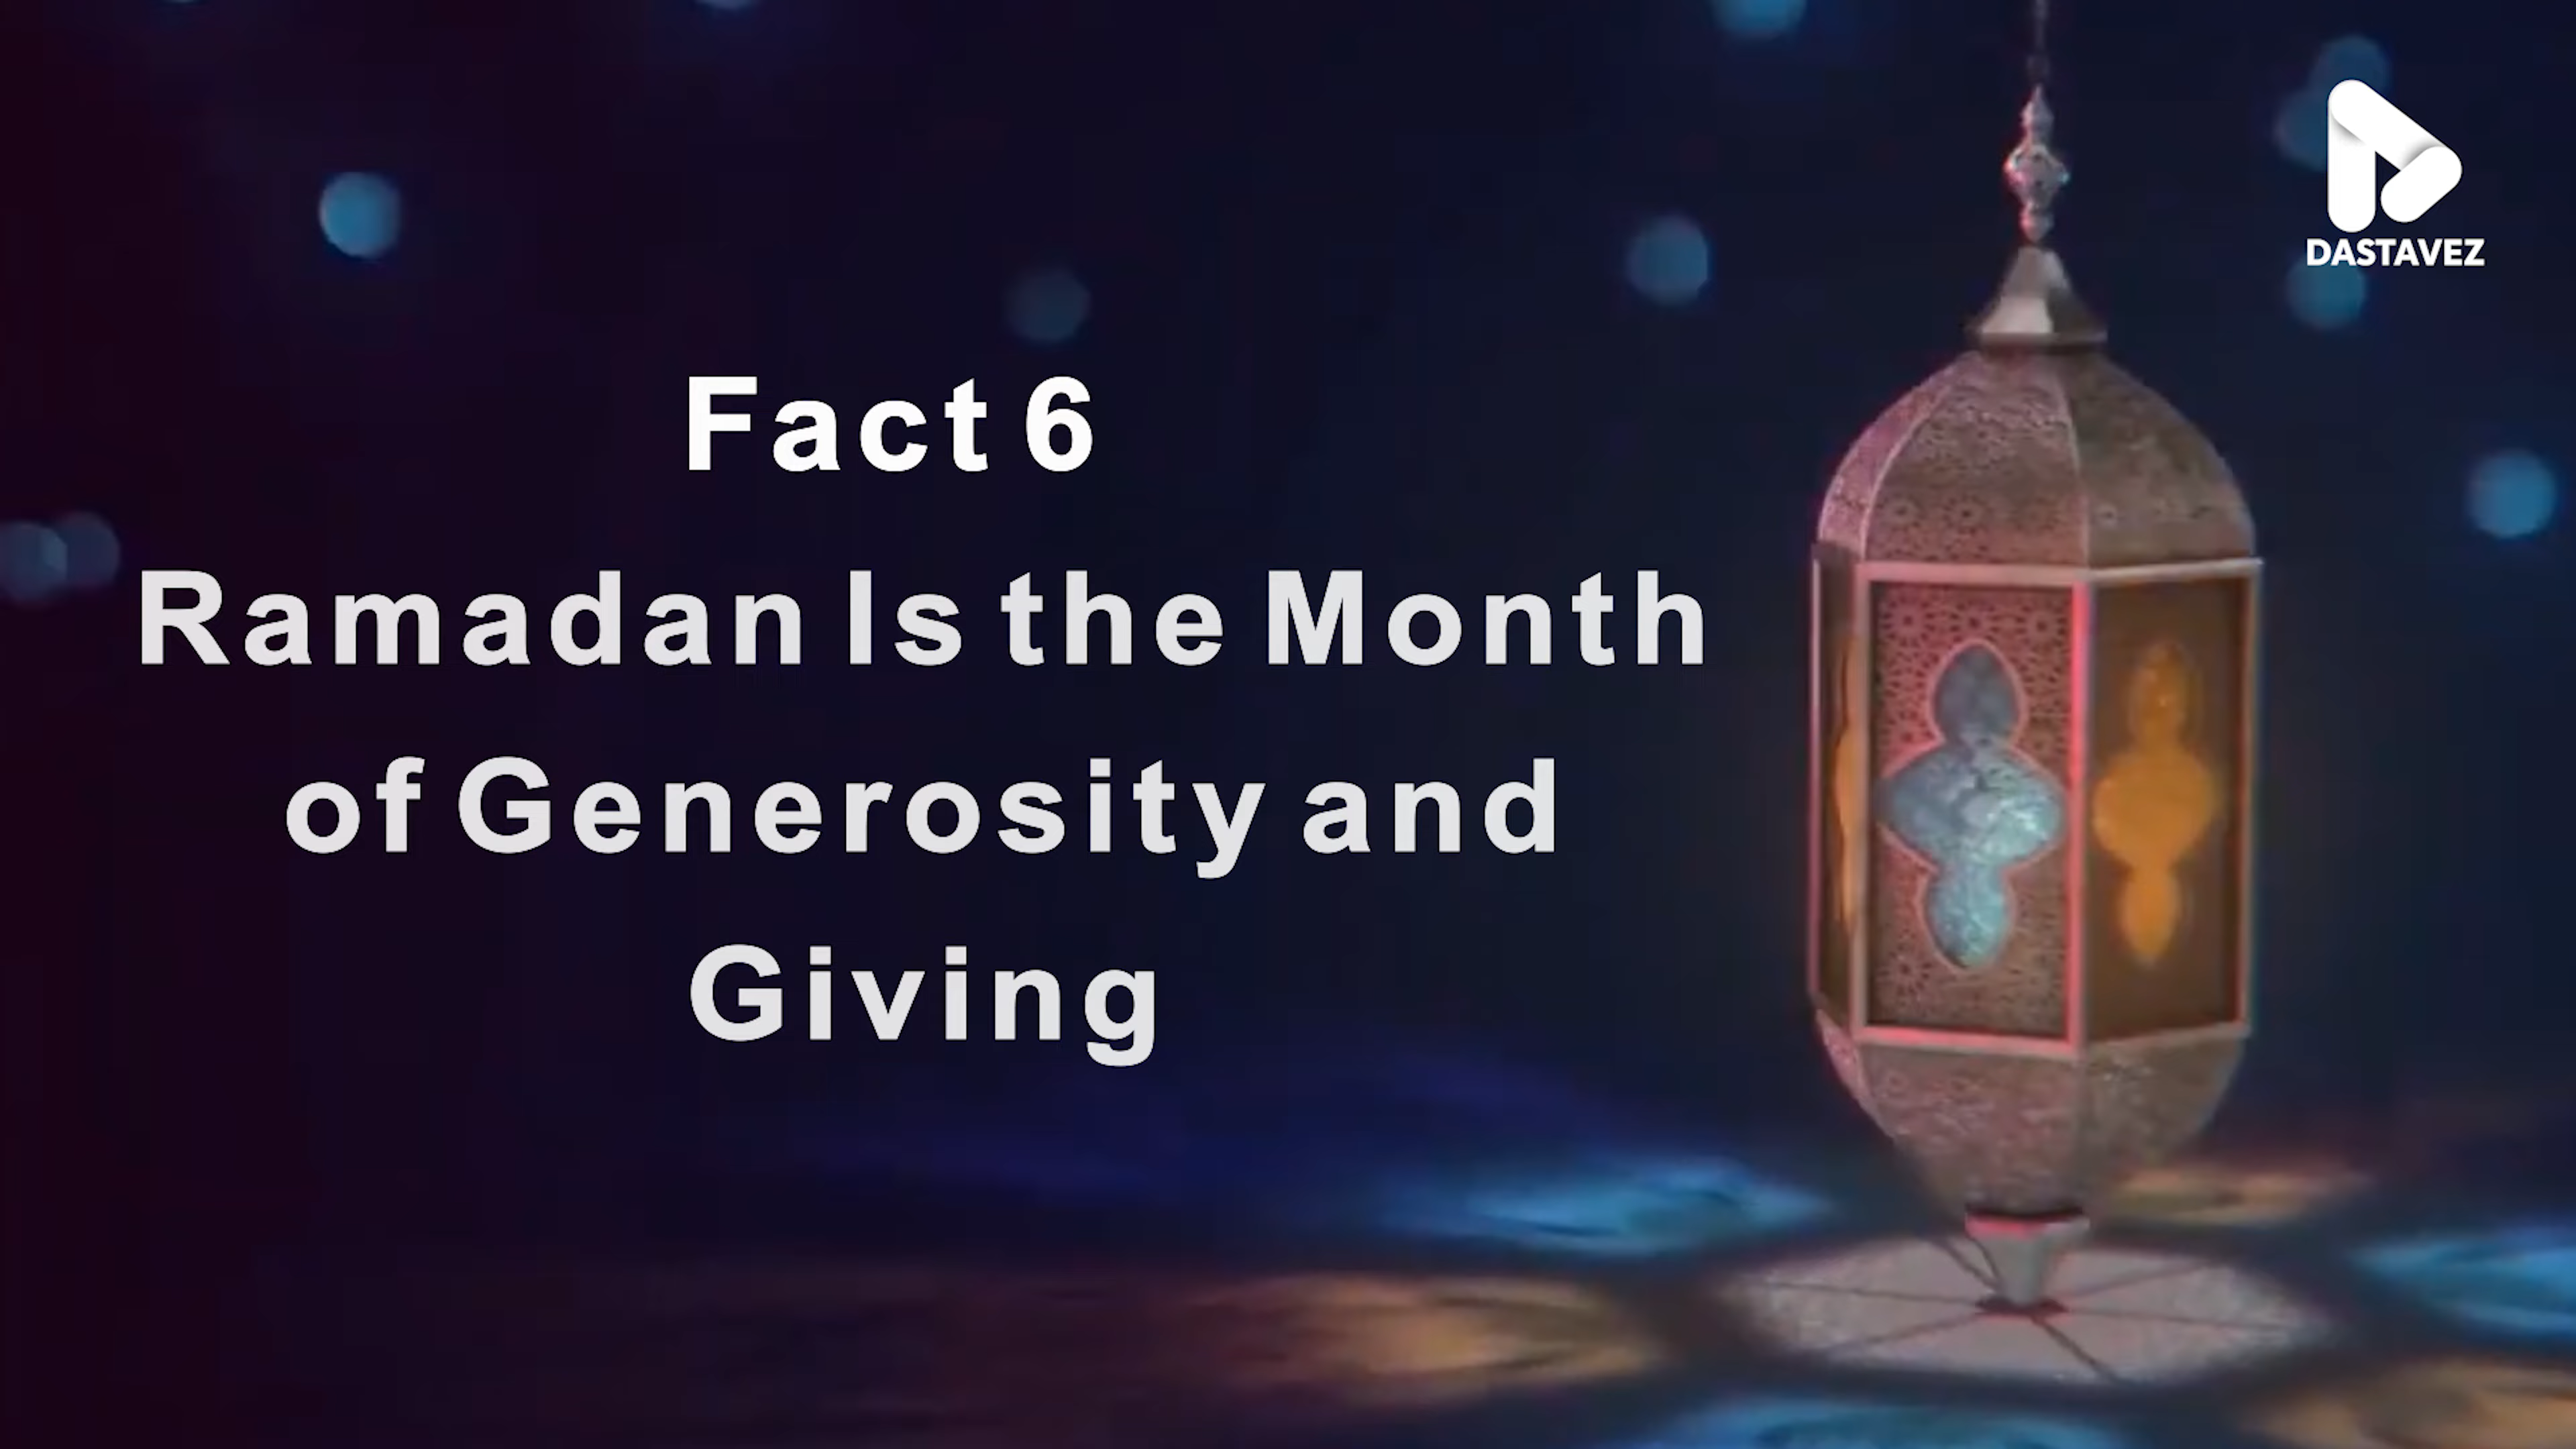 DASTAVEZ
Fact 6
Ramadan Is the Month
of Generosity and
Giving